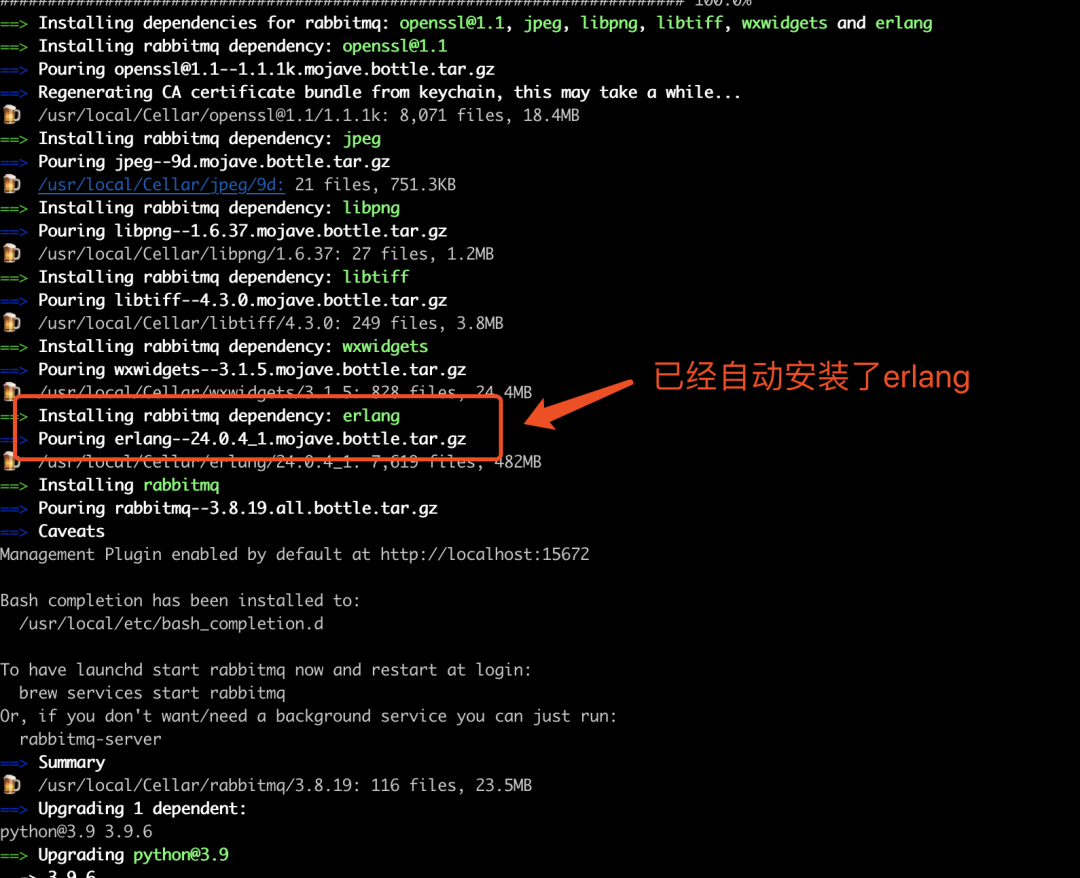 ######################################################################## 100.0%
==> Installing dependencies for rabbitmq: openssl@1.1, jpeg, libpng, libtiff, wxwidgets and erlang
==> Installing rabbitmq dependency: openssl@1.1
==> Pouring openssl@1.1--1.1.1k.mojave.bottle.tar.gz
==> Regenerating CA certificate bundle from keychain, this may take a while...
🍺 /usr/local/Cellar/openssl@1.1/1.1.1k: 8,071 files, 18.4MB
==> Installing rabbitmq dependency: jpeg
==> Pouring jpeg--9d.mojave.bottle.tar.gz
🍺 /usr/local/Cellar/jpeg/9d: 21 files, 751.3KB
==> Installing rabbitmq dependency: libpng
==> Pouring libpng--1.6.37.mojave.bottle.tar.gz
🍺 /usr/local/Cellar/libpng/1.6.37: 27 files, 1.2MB
==> Installing rabbitmq dependency: libtiff
==> Pouring libtiff--4.3.0.mojave.bottle.tar.gz
🍺 /usr/local/Cellar/libtiff/4.3.0: 249 files, 3.8MB
==> Installing rabbitmq dependency: wxwidgets
==> Pouring wxwidgets--3.1.5.mojave.bottle.tar.gz
🍺 /usr/local/Cellar/wxwidgets/3.1.5: 828 files, 24.4MB
已经自动安装了erlang
==> Installing rabbitmq dependency: erlang
==> Pouring erlang--24.0.4_1.mojave.bottle.tar.gz
🍺 /usr/local/Cellar/erlang/24.0.4_1: 7,619 files, 482MB
==> Installing rabbitmq
==> Pouring rabbitmq--3.8.19.all.bottle.tar.gz
==> Caveats
Management Plugin enabled by default at http://localhost:15672
Bash completion has been installed to:
/usr/local/etc/bash_completion.d
To have launchd start rabbitmq now and restart at login:
brew services start rabbitmq
Or, if you don't want/need a background service you can just run:
rabbitmq-server
==> Summary
🍺 /usr/local/Cellar/rabbitmq/3.8.19: 116 files, 23.5MB
==> Upgrading 1 dependent:
python@3.9 3.9.6
==> Upgrading python@3.9
-> 3.9.6